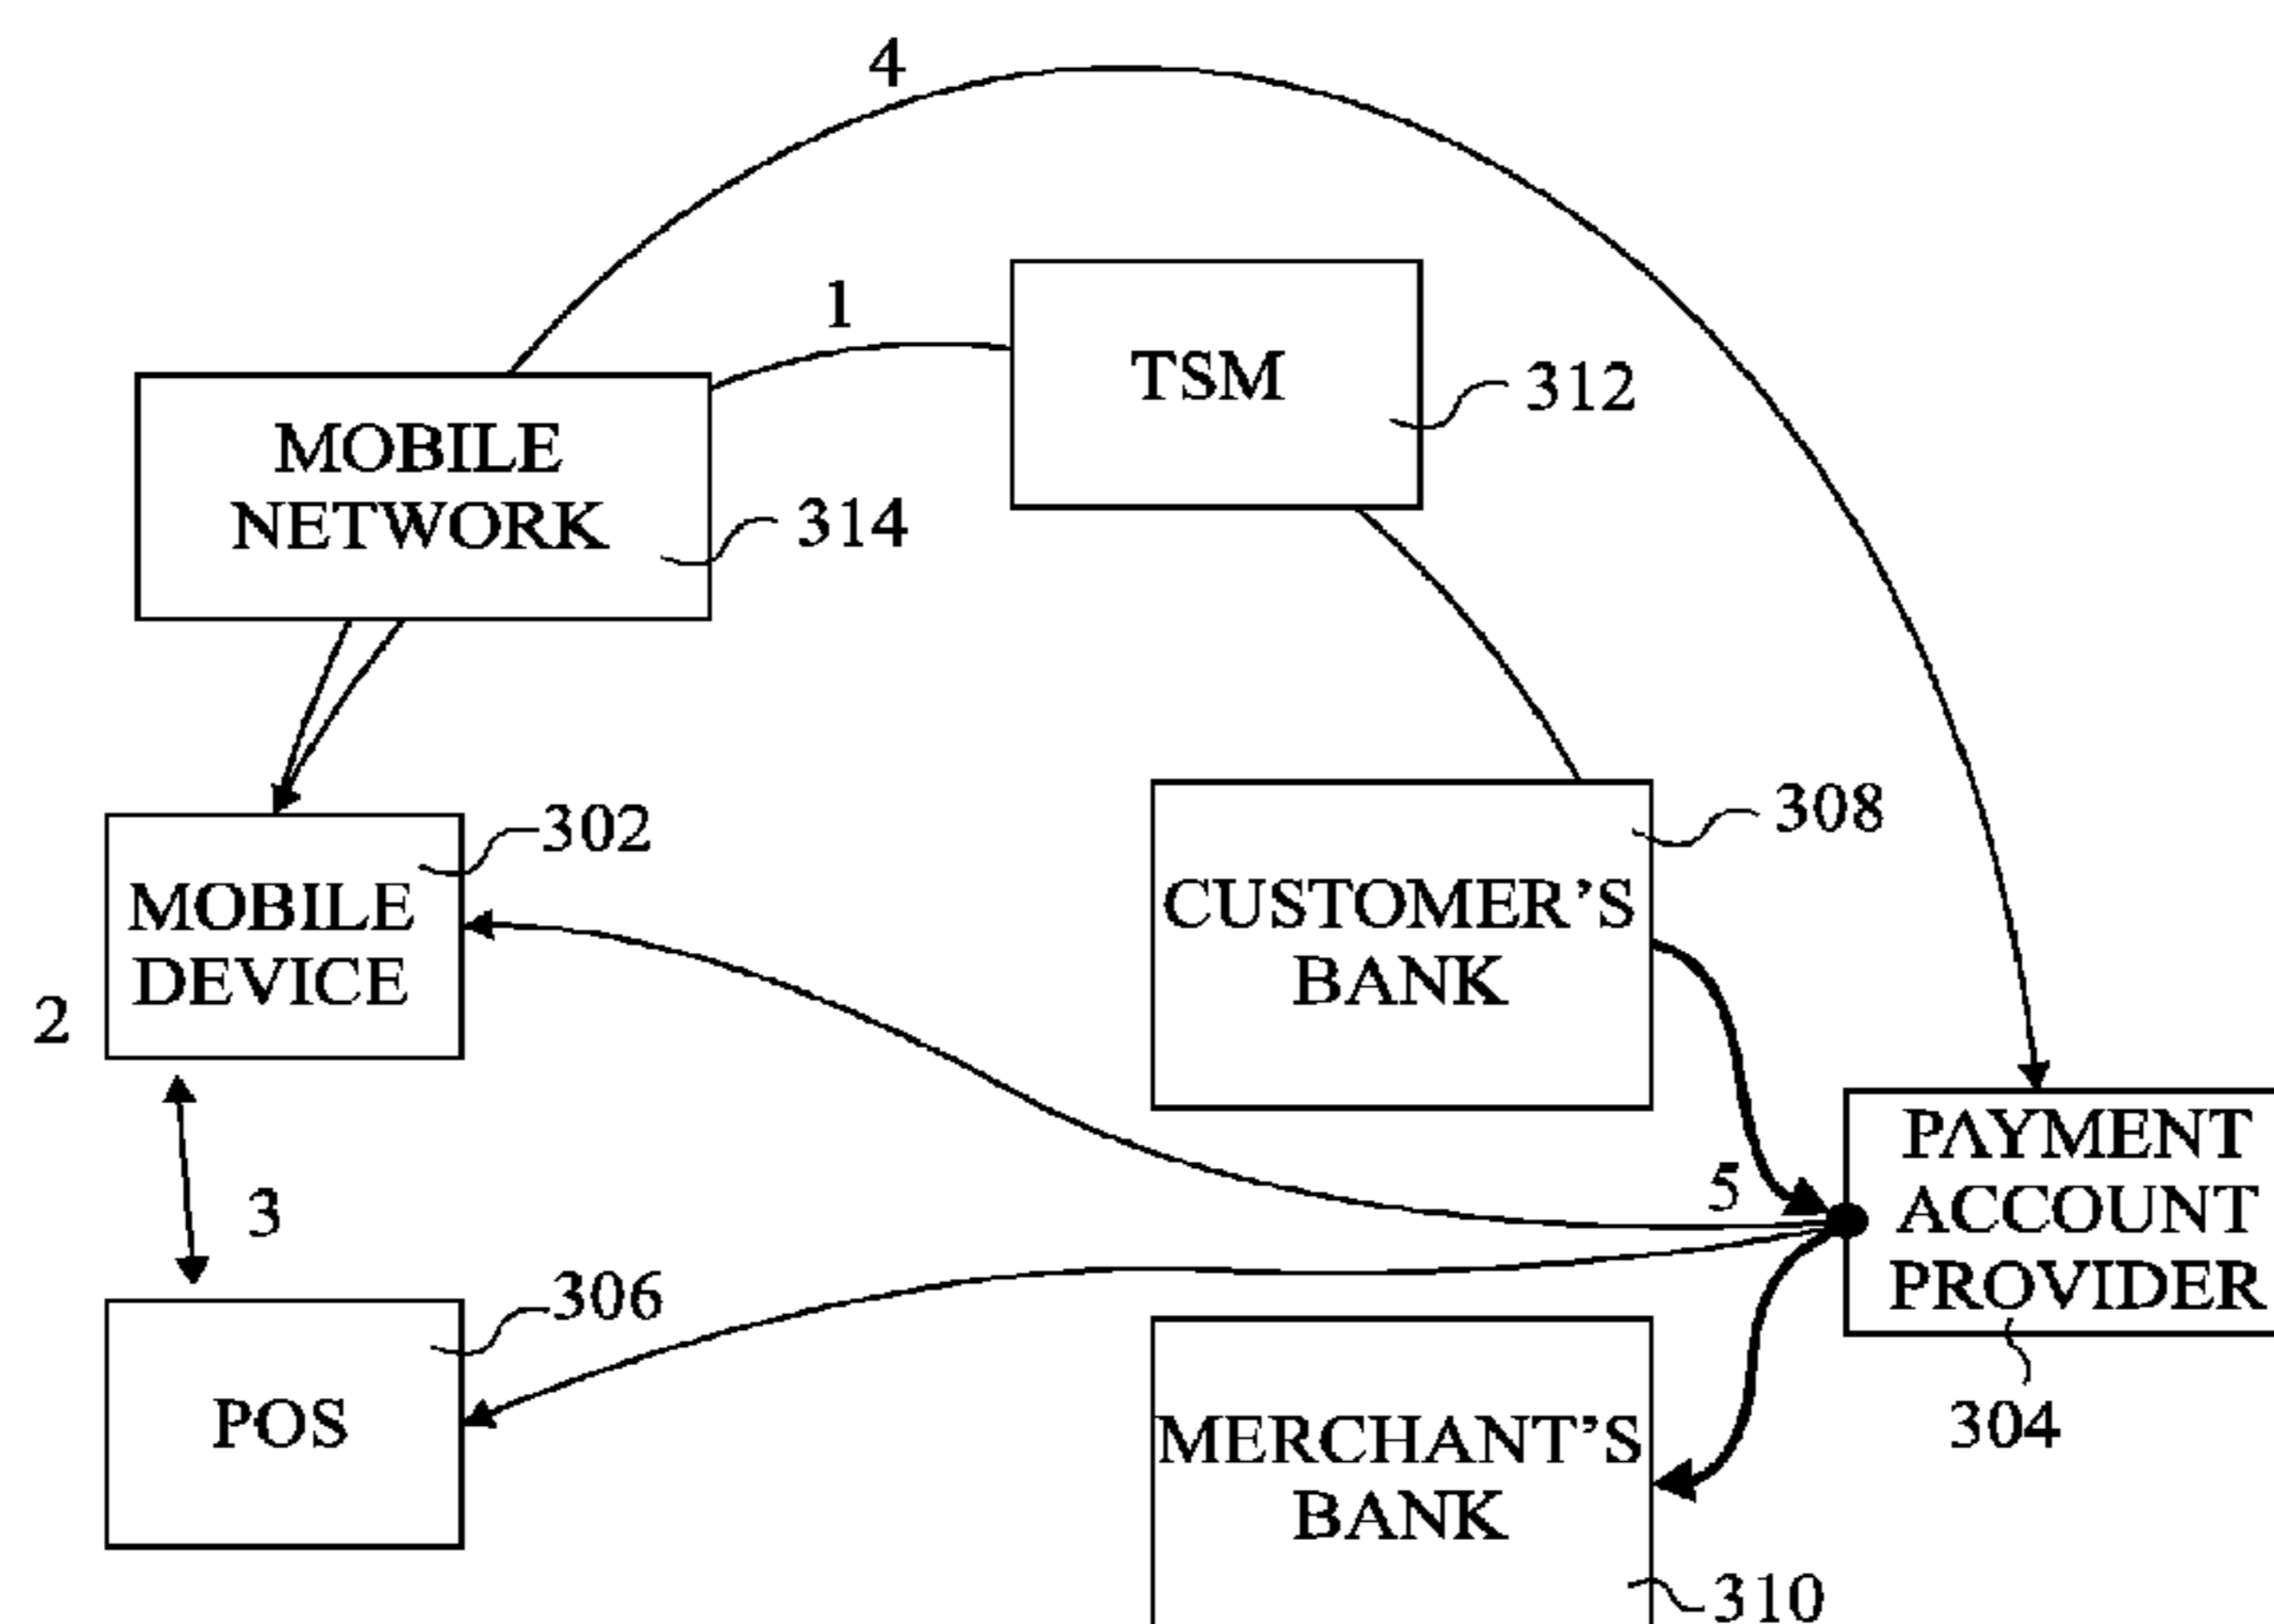 4
1
TSM
312
MOBILE
NETWORK
314
302
MOBILE
DEVICE
2
308
CUSTOMER’S
BANK
3
5
PAYMENT
ACCOUNT
PROVIDER
304
306
POS
MERCHANT’S
BANK
310